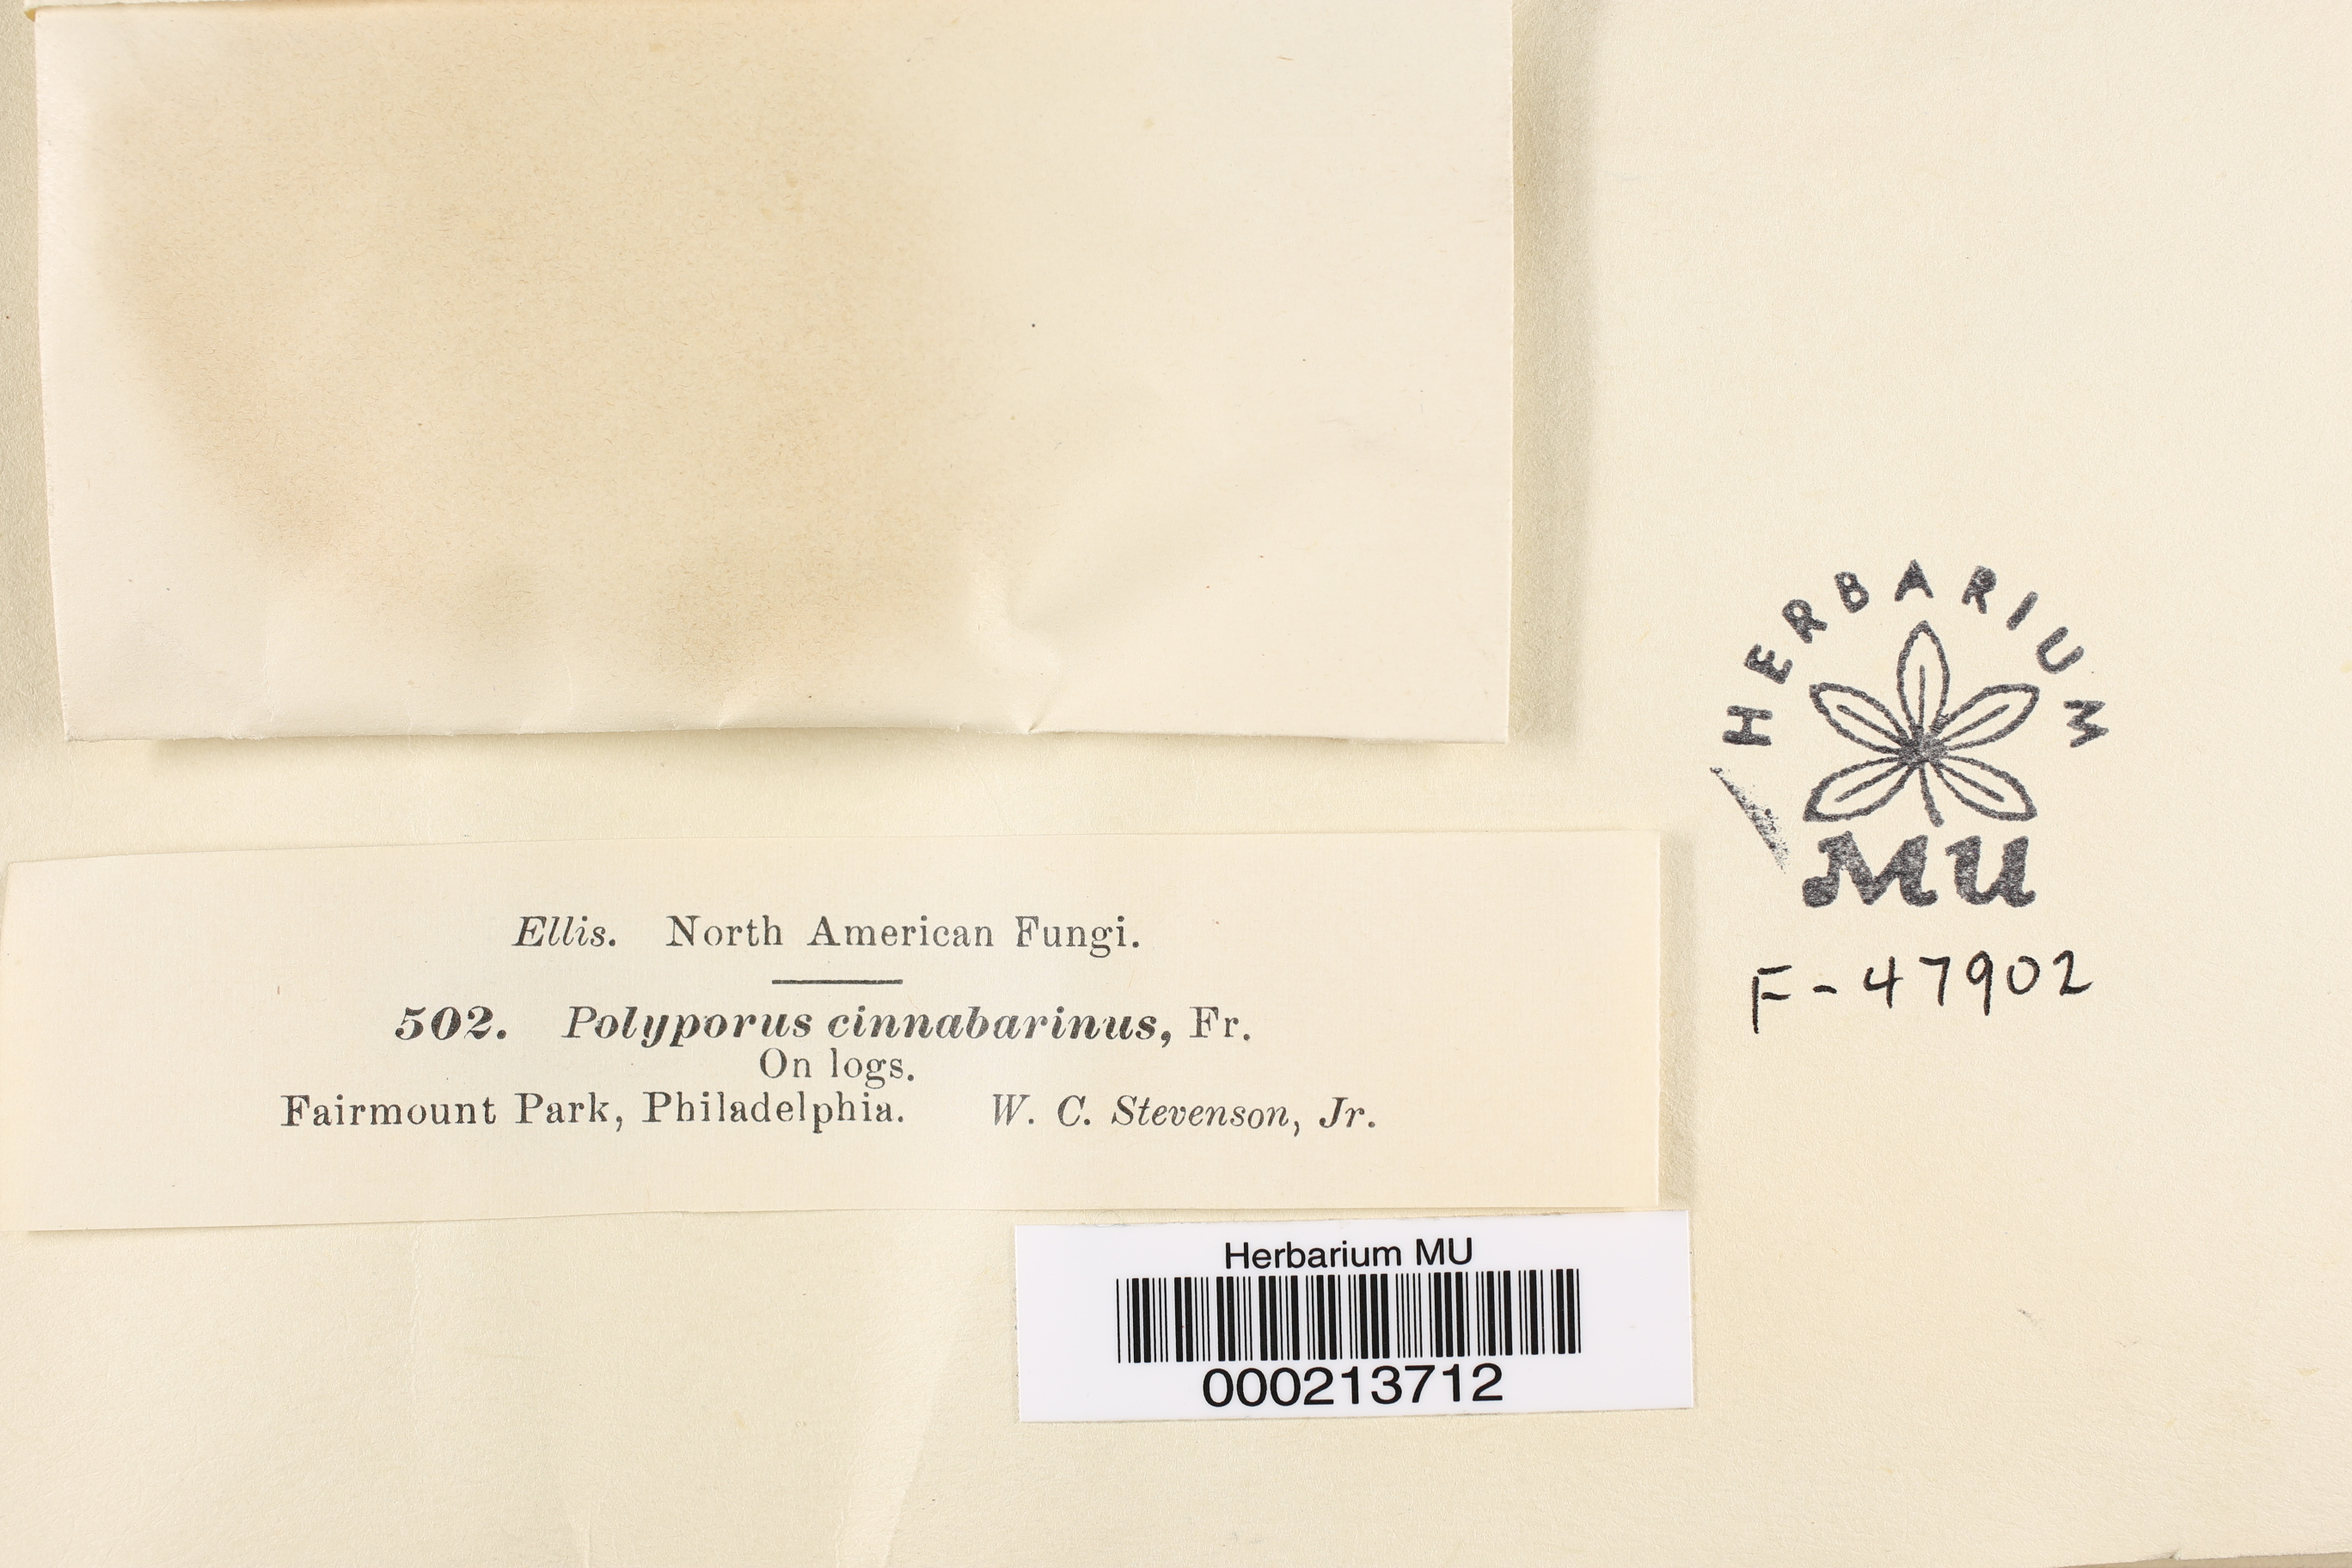 Ellis. North American Fungi.
502. Polyporus cinnabarinus, Fr.
On logs.
Fairmount Park, Philadelphia. W. C. Stevenson, Jr.
HERBARIUM
MU
F-47902
Herbarium MU
000213712